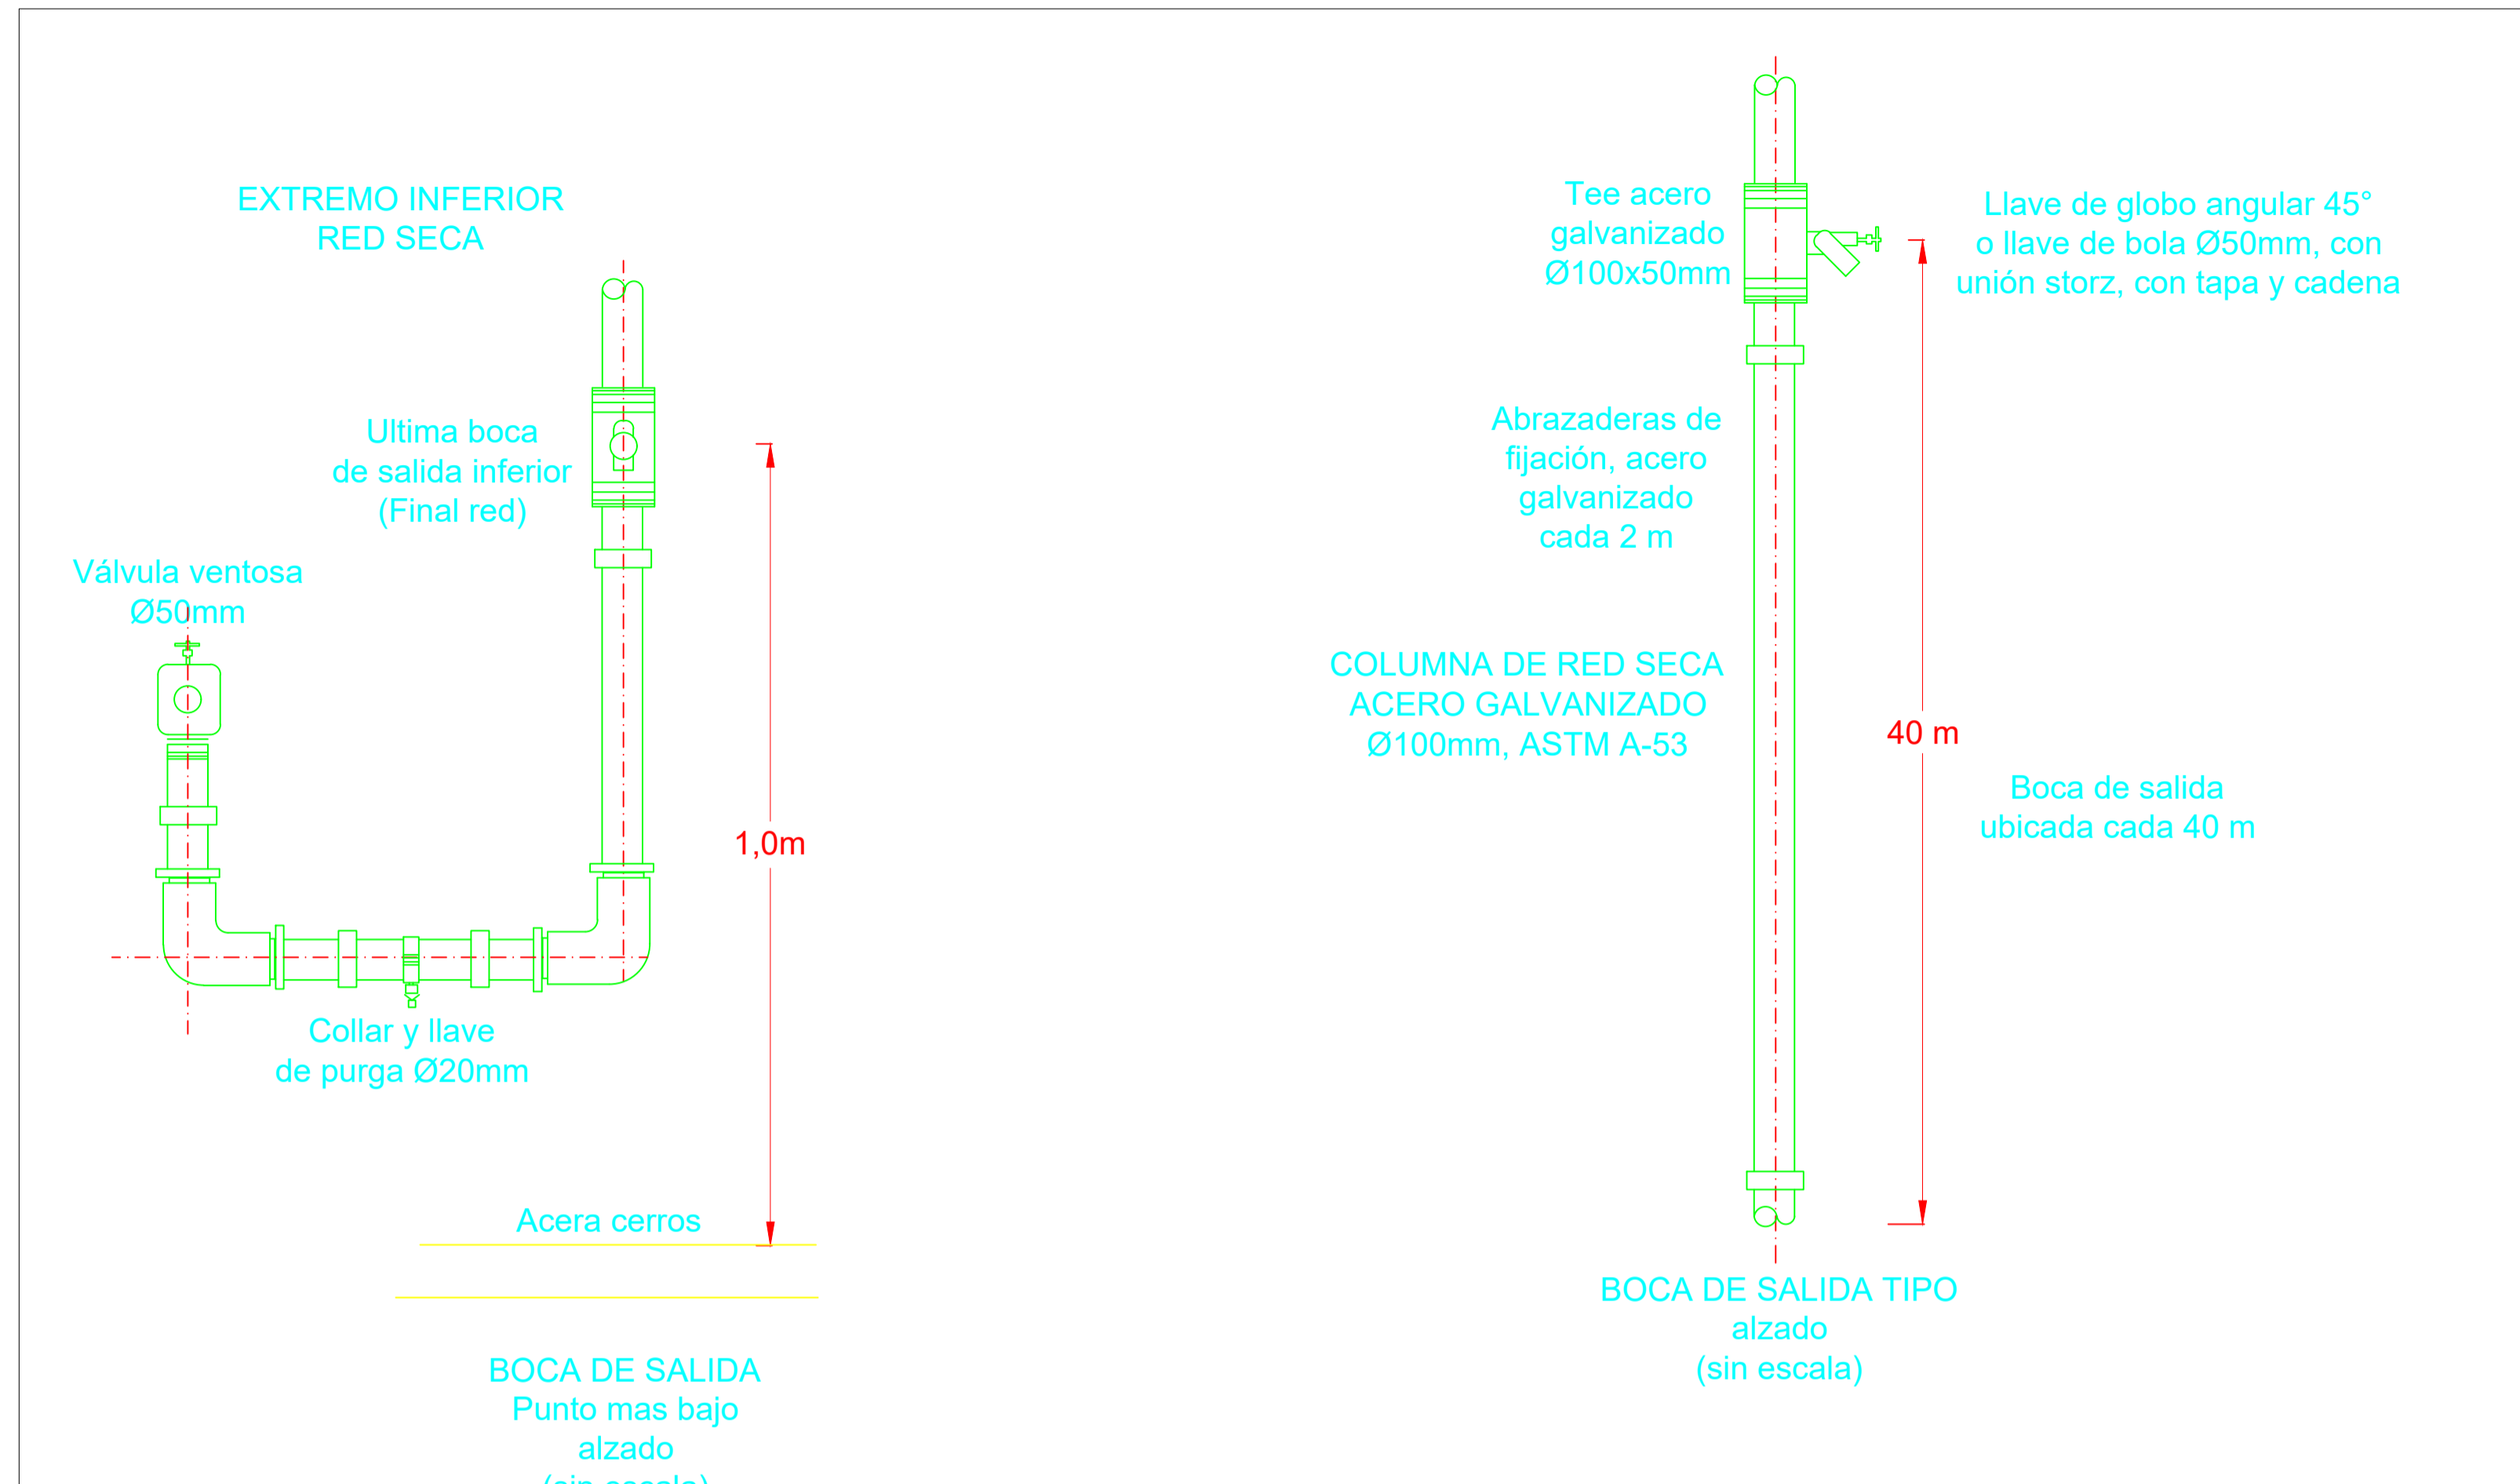 EXTREMO INFERIOR
RED SECA
Ultima boca
de salida inferior
(Final red)
Válvula ventosa
Ø50mm
1,0m
Collar y llave
de purga Ø20mm
Acera cerros
BOCA DE SALIDA
Punto mas bajo
alzado
(sin escala)
Tee acero
galvanizado
Ø100x50mm
Llave de globo angular 45°
o llave de bola Ø50mm, con
unión storz, con tapa y cadena
Abrazaderas de
fijación, acero
galvanizado
cada 2 m
COLUMNA DE RED SECA
ACERO GALVANIZADO
Ø100mm, ASTM A-53
40 m
Boca de salida
ubicada cada 40 m
BOCA DE SALIDA TIPO
alzado
(sin escala)